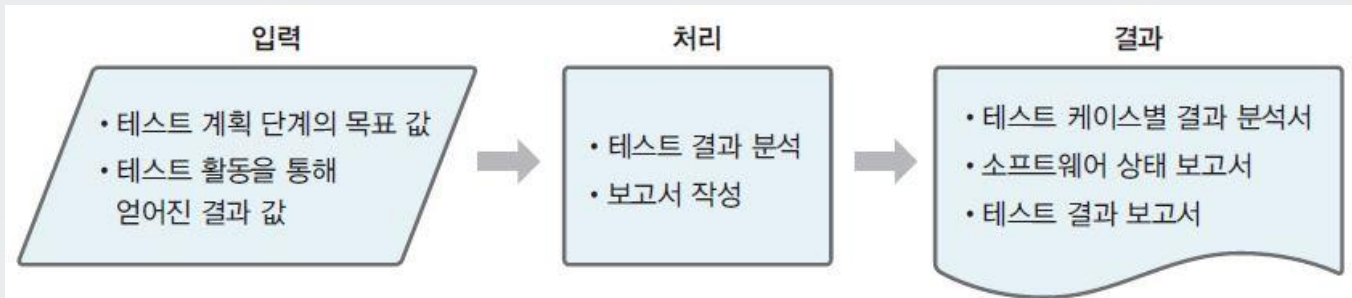 입력
• 테스트 계획 단계의 목표 값
• 테스트 활동을 통해
얻어진 결과 값
처리
• 테스트 결과 분석
• 보고서 작성
결과
• 테스트 케이스별 결과 분석서
• 소프트웨어 상태 보고서
• 테스트 결과 보고서